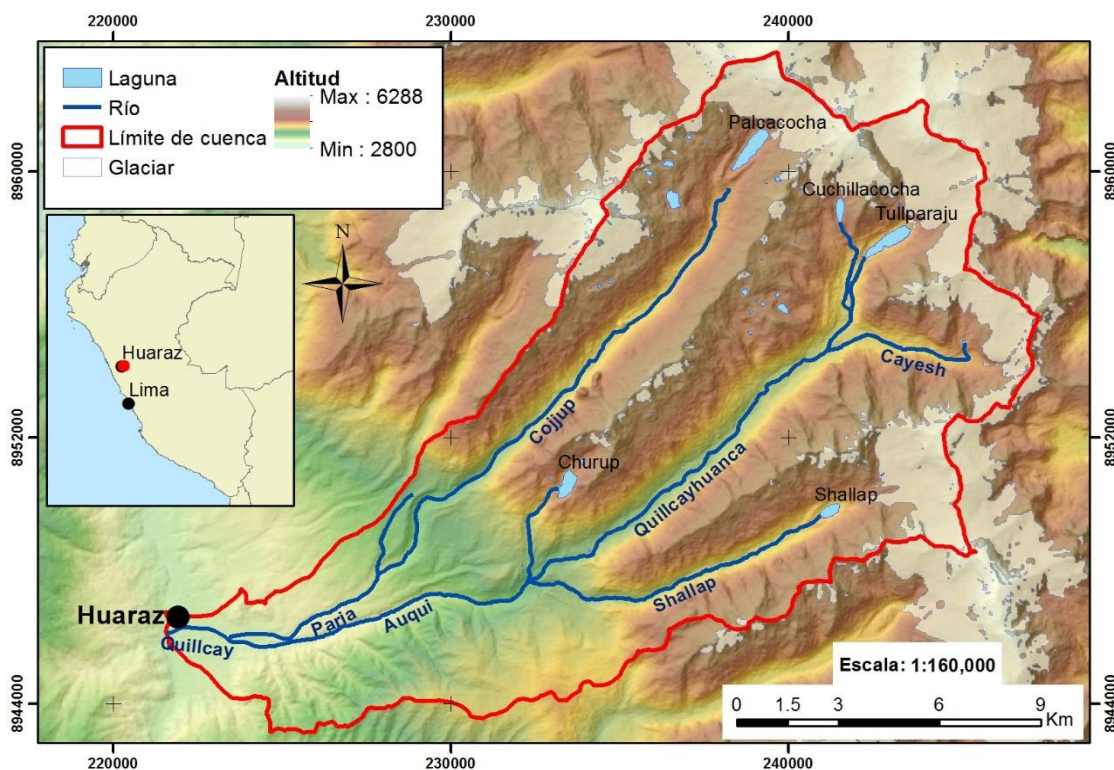 220000
230000
240000
Laguna
Río
Límite de cuenca
Glaciar
Altitud
Max : 6288
Min : 2800
8960000
8960000
Palcacocha
Cuchillacocha
Tullparaju
N
Huaraz
Lima
Cayesh
Cojjup
8952000
8952000
Churup
Quillcayhuanca
Shallap
Shallap
Huaraz
Quillcay
Paria
Auqui
Escala: 1:160,000
0 1.5 3 6 9
Km
8944000
8944000
220000
230000
240000